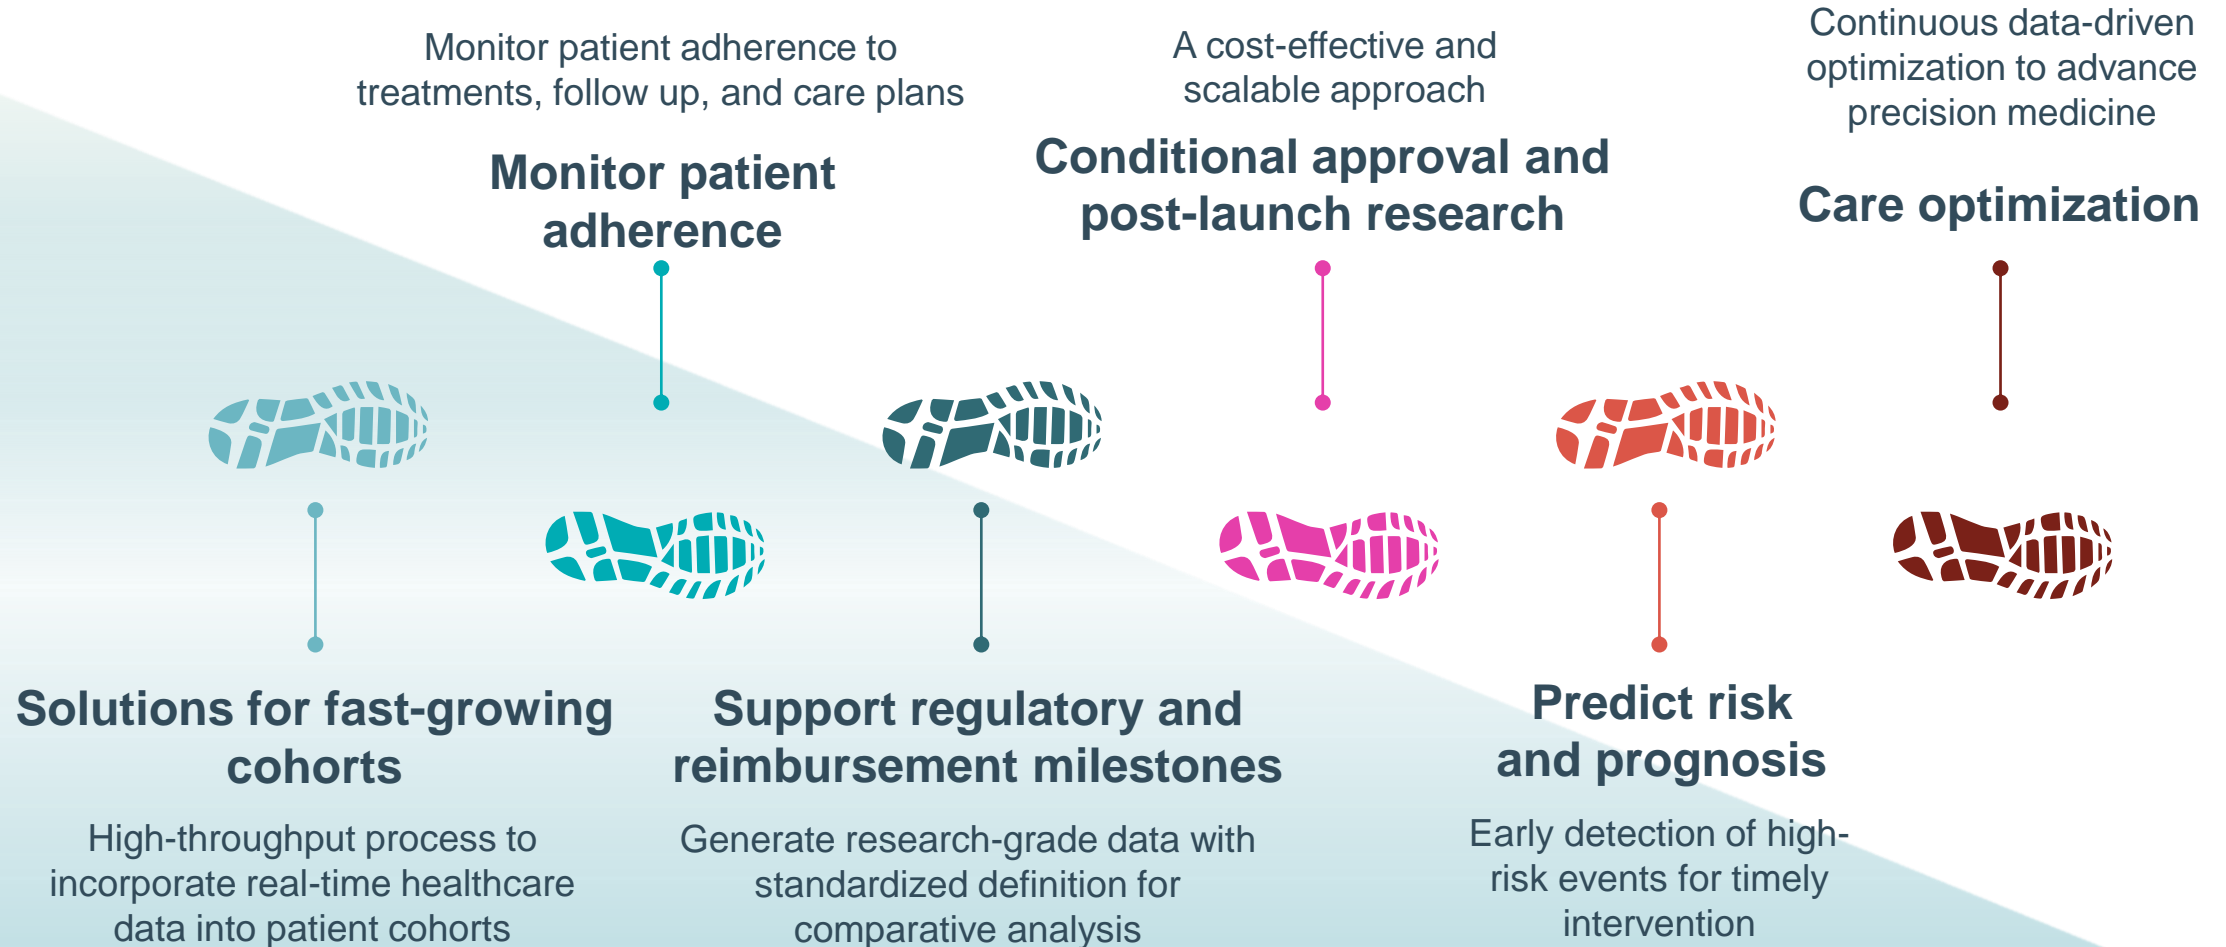 Monitor patient adherence to
treatments, follow up, and care plans
Monitor patient
adherence
A cost-effective and
scalable approach
Conditional approval and
post-launch research
Continuous data-driven
optimization to advance
precision medicine
Care optimization
Solutions for fast-growing
cohorts
High-throughput process to
incorporate real-time healthcare
data into patient cohorts
Support regulatory and
reimbursement milestones
Generate research-grade data with
standardized definition for
comparative analysis
Predict risk
and prognosis
Early detection of high-
risk events for timely
intervention